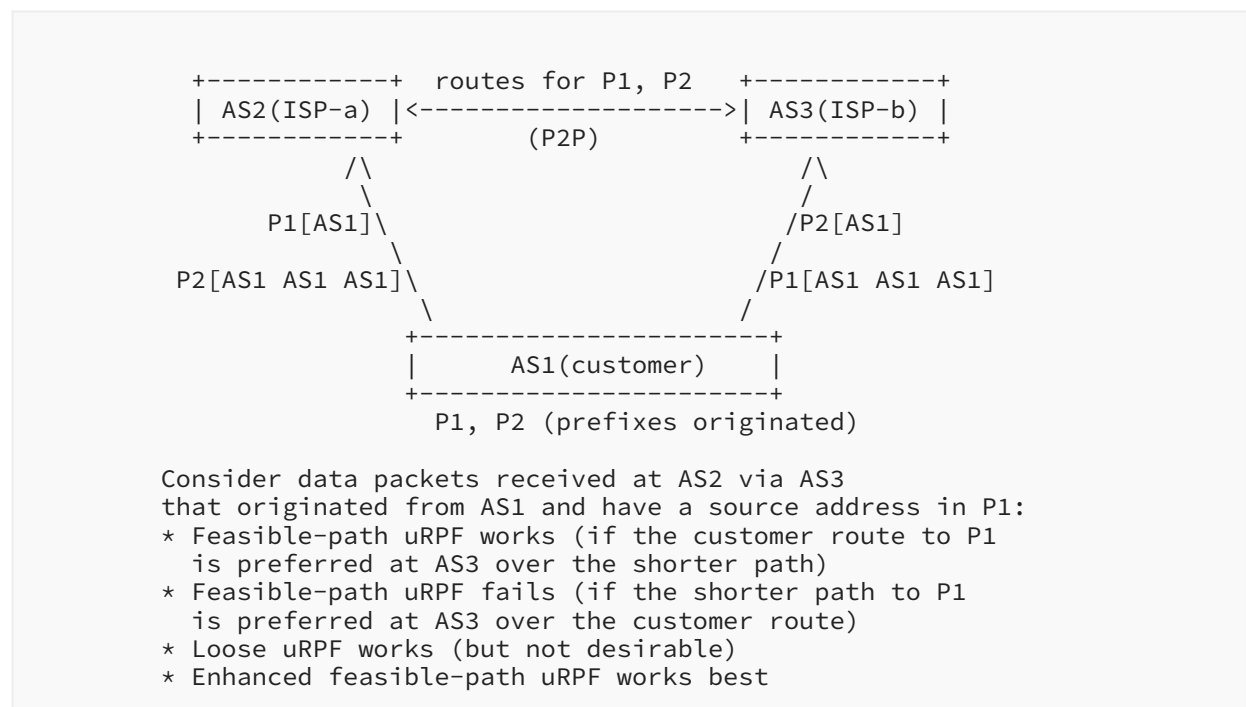 +------------+  routes for P1, P2   +------------+
| AS2(ISP-a) |<-------------------->| AS3(ISP-b) |
+------------+        (P2P)         +------------+
/\                              /\
\                             /
P1[AS1]\                           /P2[AS1]
\                         /
P2[AS1 AS1 AS1]\                       /P1[AS1 AS1 AS1]
\                     /
+-----------------------+
|      AS1(customer)    |
+-----------------------+
P1, P2 (prefixes originated)
Consider data packets received at AS2 via AS3
that originated from AS1 and have a source address in P1:
* Feasible-path uRPF works (if the customer route to P1
is preferred at AS3 over the shorter path)
* Feasible-path uRPF fails (if the shorter path to P1
is preferred at AS3 over the customer route)
* Loose uRPF works (but not desirable)
* Enhanced feasible-path uRPF works best